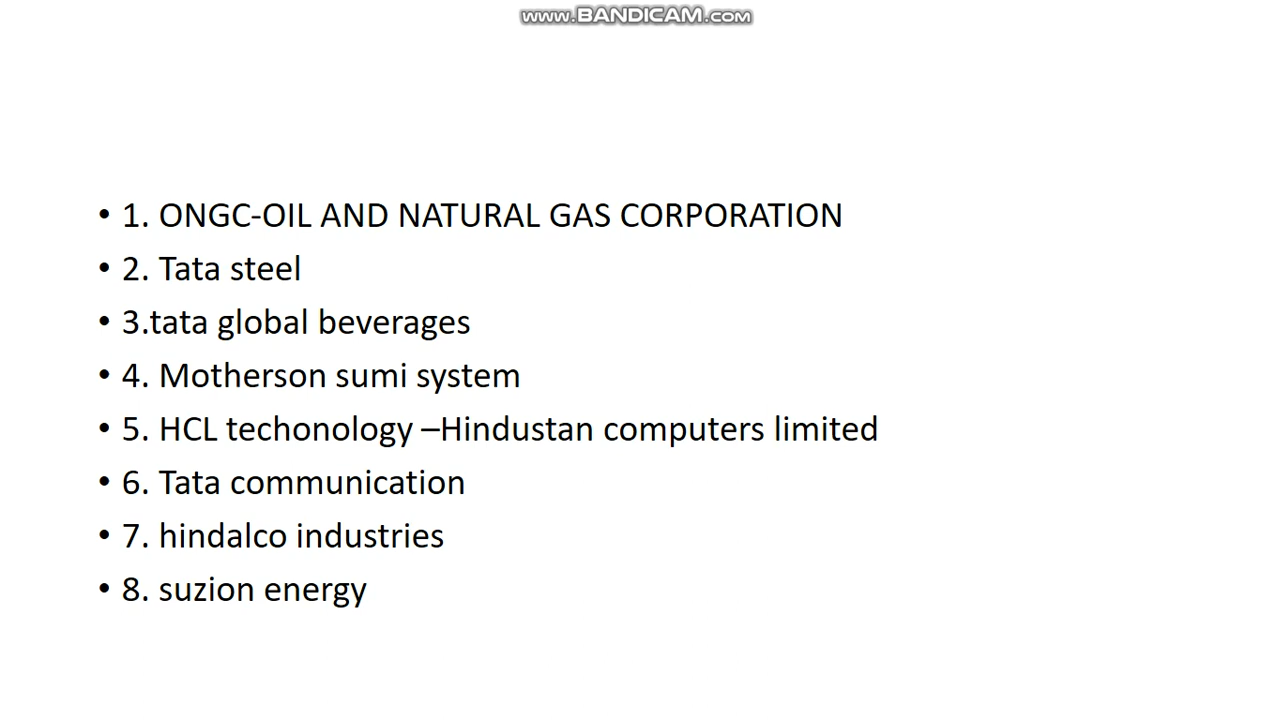 www.BANDICAM.com
• 1. ONGC-OIL AND NATURAL GAS CORPORATION
• 2. Tata steel
• 3.tata global beverages
• 4. Motherson sumi system
• 5. HCL techonology –Hindustan computers limited
• 6. Tata communication
• 7. hindalco industries
• 8. suzion energy